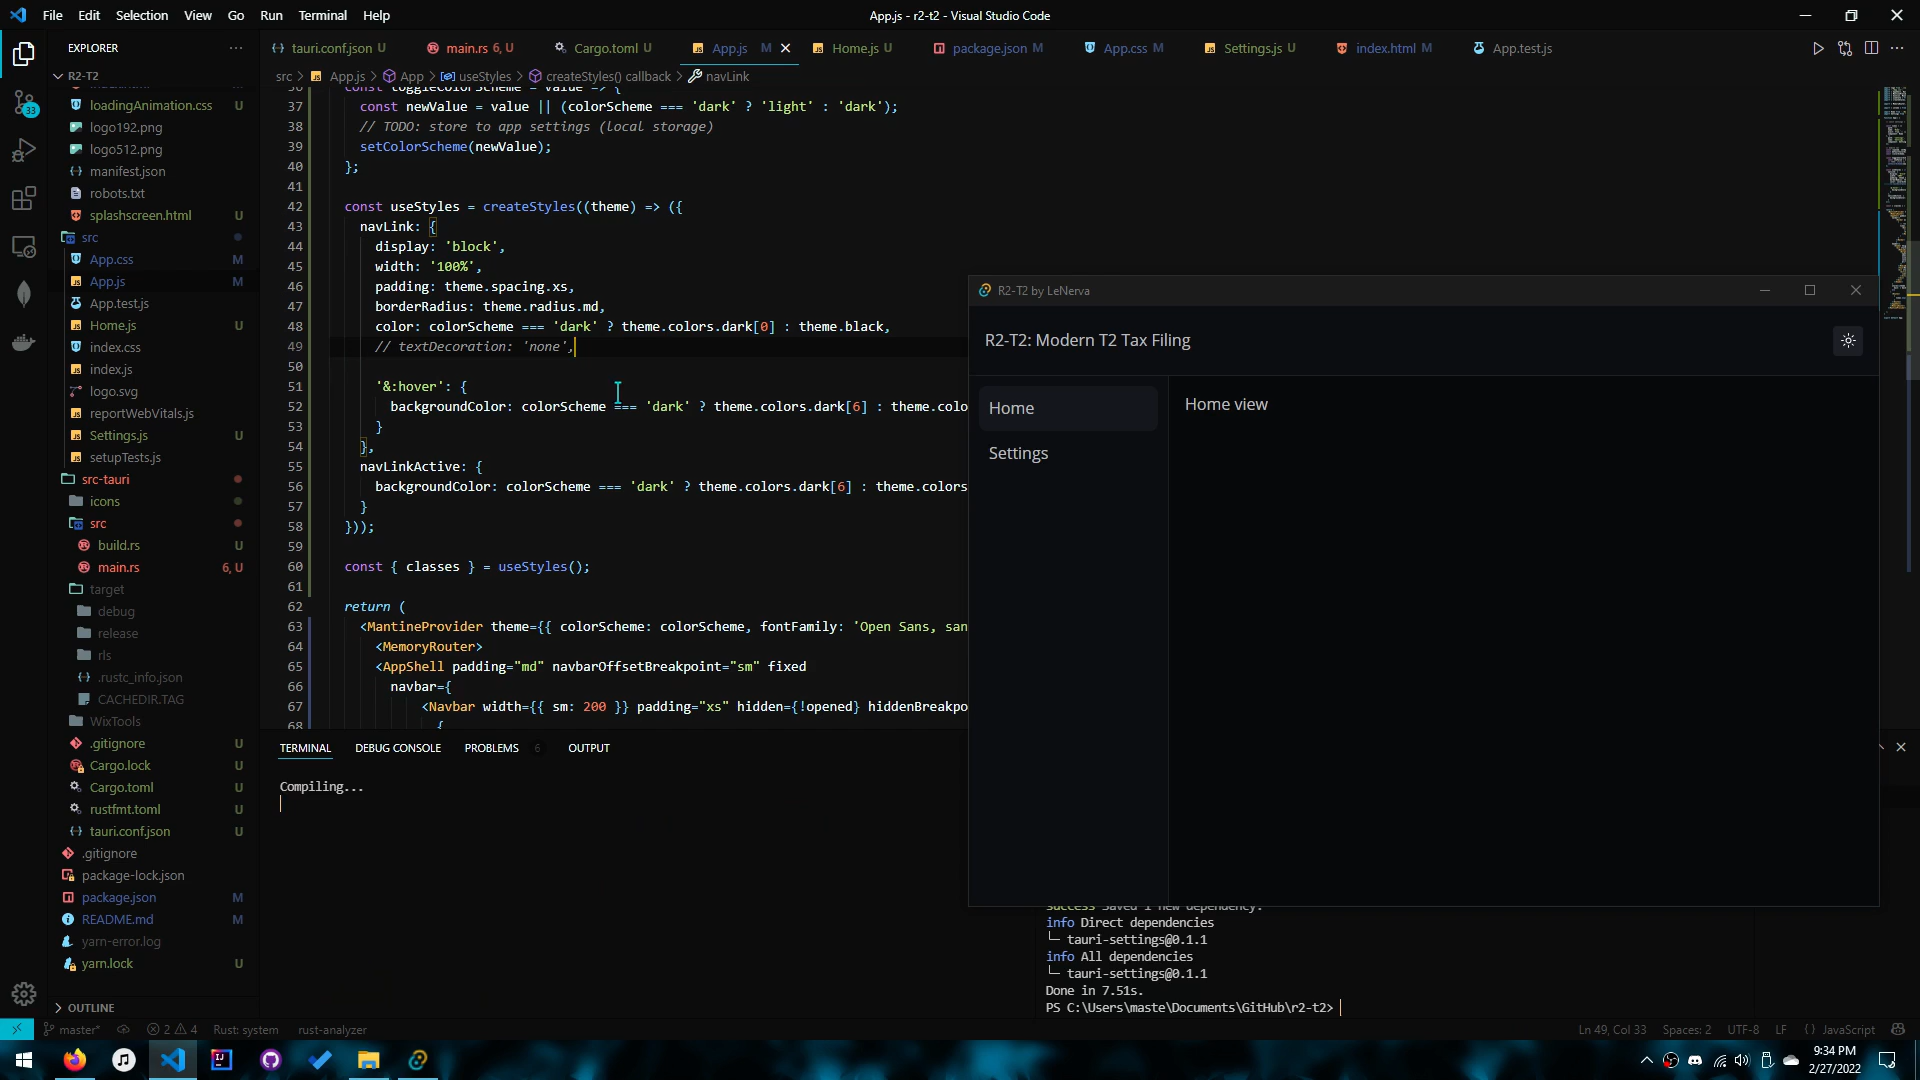 File Edit Selection View Go Run Terminal Help
App.js - r2-t2 - Visual Studio Code
EXPLORER
R2-T2
loadingAnimation.css U
logo192.png
logo512.png
manifest.json
robots.txt
splashscreen.html U
src
App.css M
App.js M
App.test.js
Home.js U
index.css
index.js
logo.svg
reportWebVitals.js
Settings.js U
setupTests.js
src-tauri
icons
src
build.rs U
main.rs 6, U
target
debug
release
rls
.rustc_info.json
CACHEDIR.TAG
WixTools
.gitignore U
Cargo.lock U
Cargo.toml U
rustfmt.toml U
tauri.conf.json U
.gitignore
package-lock.json
package.json M
README.md M
yarn-error.log
yarn.lock U
OUTLINE
33
tauri.conf.json U main.rs 6, U Cargo.toml U App.js M Home.js U package.json M App.css M Settings.js U index.html M App.test.js
src > App.js > App > useStyles > createStyles() callback > navLink
36 const toggleColorScheme = value => {
37 const newValue = value || (colorScheme === 'dark' ? 'light' : 'dark');
38 // TODO: store to app settings (local storage)
39 setColorScheme(newValue);
40 };
41
42 const useStyles = createStyles((theme) => ({
43 navLink: {
44 display: 'block',
45 width: '100%',
46 padding: theme.spacing.xs,
47 borderRadius: theme.radius.md,
48 color: colorScheme === 'dark' ? theme.colors.dark[0] : theme.black,
49 // textDecoration: 'none',
50
51 '&:hover': {
52 backgroundColor: colorScheme === 'dark' ? theme.colors.dark[6] : theme.colo
53 }
54 },
55 navLinkActive: {
56 backgroundColor: colorScheme === 'dark' ? theme.colors.dark[6] : theme.colors
57 }
58 }));
59
60 const { classes } = useStyles();
61
62 return (
63 <MantineProvider theme={{ colorScheme: colorScheme, fontFamily: 'Open Sans, san
64 <MemoryRouter>
65 <AppShell padding="md" navbarOffsetBreakpoint="sm" fixed
66 navbar={
67 <Navbar width={{ sm: 200 }} padding="xs" hidden={!opened} hiddenBreakpo
68 {
R2-T2 by LeNerva
R2-T2: Modern T2 Tax Filing
Home
Settings
Home view
TERMINAL DEBUG CONSOLE PROBLEMS 6 OUTPUT
Compiling...
success Saved 1 new dependency.
info Direct dependencies
└─ tauri-settings@0.1.1
info All dependencies
└─ tauri-settings@0.1.1
Done in 7.51s.
PS C:\Users\maste\Documents\GitHub\r2-t2>
master* 2 4 Rust: system rust-analyzer
Ln 49, Col 33 Spaces: 2 UTF-8 LF {} JavaScript
9:34 PM
2/27/2022